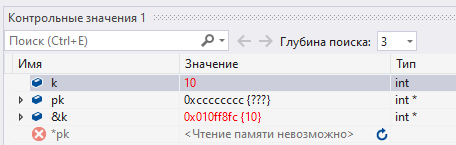 Контрольные значения 1
Поиск (Ctrl+E) Глубина поиска: 3
Имя Значение Тип
k 10 int
pk 0xcccccccc {???} int *
&k 0x010ff8fc {10} int *
*pk <Чтение памяти невозможно>